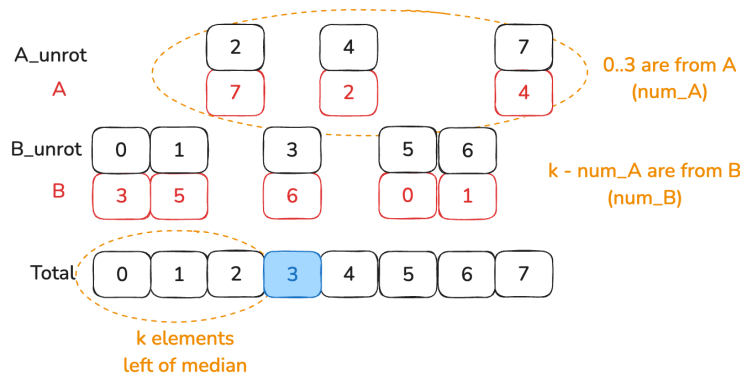 A_unrot 2 4 7
A 7 2 4
0..3 are from A
(num_A)
B_unrot 0 1 3 5 6
B 3 5 6 0 1
k - num_A are from B
(num_B)
Total 0 1 2 3 4 5 6 7
k elements
left of median